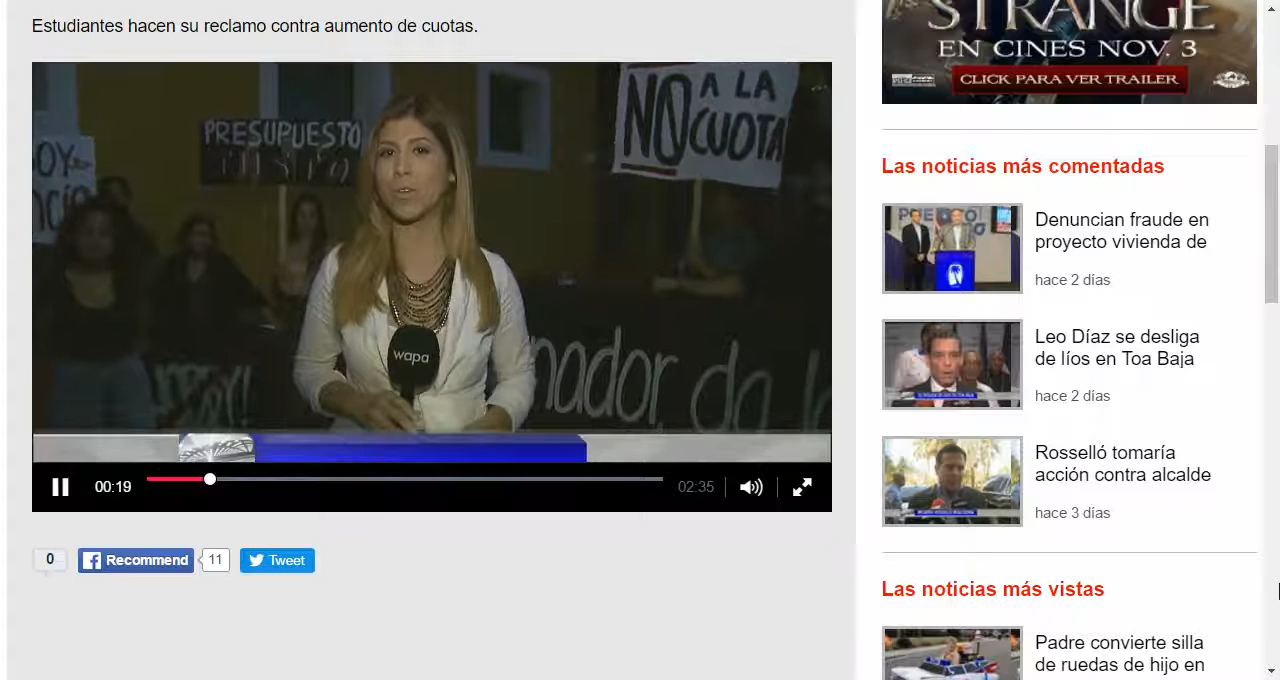 Estudiantes hacen su reclamo contra aumento de cuotas.
PRESUPUESTO
NO A LA
CUOTA
wapa
nador, da la
00:19
02:35
0
Recommend
11
Tweet
STRANGE
EN CINES NOV. 3
CLICK PARA VER TRAILER
Las noticias más comentadas
Denuncian fraude en
proyecto vivienda de
hace 2 días
Leo Díaz se desliga
de líos en Toa Baja
hace 2 días
Rosselló tomaría
acción contra alcalde
hace 3 días
Las noticias más vistas
Padre convierte silla
de ruedas de hijo en